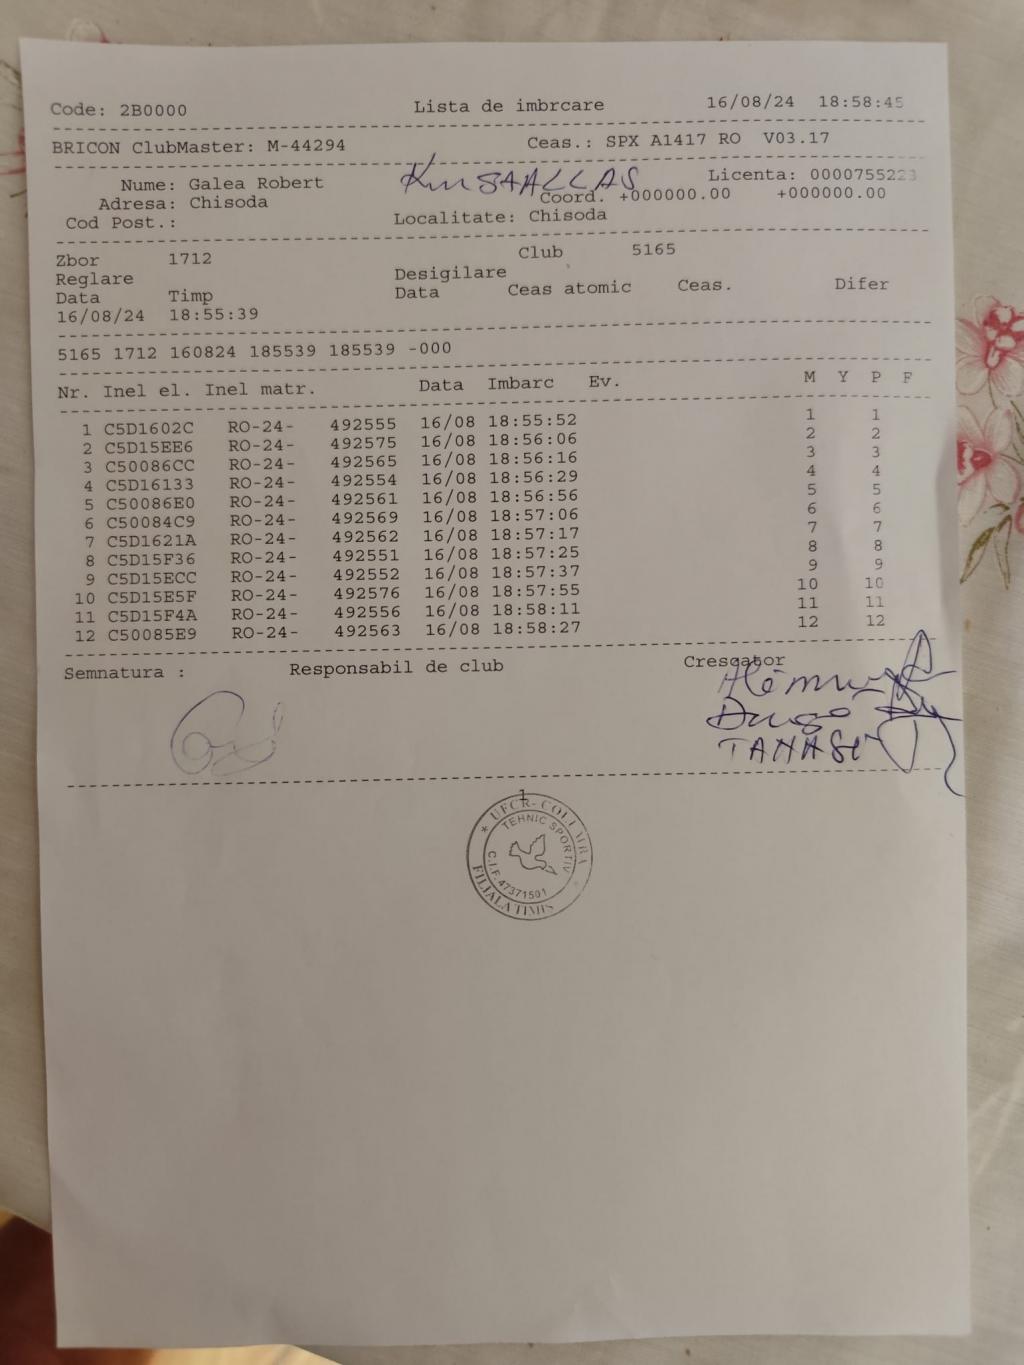 Code: 2B0000 Lista de imbrcare 16/08/24 18:58:45
BRICON ClubMaster: M-44294 Ceas.: SPX A1417 RO V03.17
Nume: Galea Robert Licenta: 0000755223
Adresa: Chisoda Coord. +000000.00 +000000.00
Cod Post.: Localitate: Chisoda
Zbor 1712 Club 5165
Reglare Desigilare
Data Timp Data Ceas atomic Ceas. Difer
16/08/24 18:55:39
5165 1712 160824 185539 185539 -000
Nr. Inel el. Inel matr. Data Imbarc Ev. M Y P F
1 C5D1602C RO-24- 492555 16/08 18:55:52 1 1
2 C5D15EE6 RO-24- 492575 16/08 18:56:06 2 2
3 C50086CC RO-24- 492565 16/08 18:56:16 3 3
4 C5D16133 RO-24- 492554 16/08 18:56:29 4 4
5 C50086E0 RO-24- 492561 16/08 18:56:56 5 5
6 C50084C9 RO-24- 492569 16/08 18:57:06 6 6
7 C5D1621A RO-24- 492562 16/08 18:57:17 7 7
8 C5D15F36 RO-24- 492551 16/08 18:57:25 8 8
9 C5D15ECC RO-24- 492552 16/08 18:57:37 9 9
10 C5D15E5F RO-24- 492576 16/08 18:57:55 10 10
11 C5D15F4A RO-24- 492556 16/08 18:58:11 11 11
12 C50085E9 RO-24- 492563 16/08 18:58:27 12 12
Semnatura : Responsabil de club Crescator
1
UFCR-COLUMBA
TEHNIC SPORTIV
C.I.F. 47371501
FILIALA TIMIS